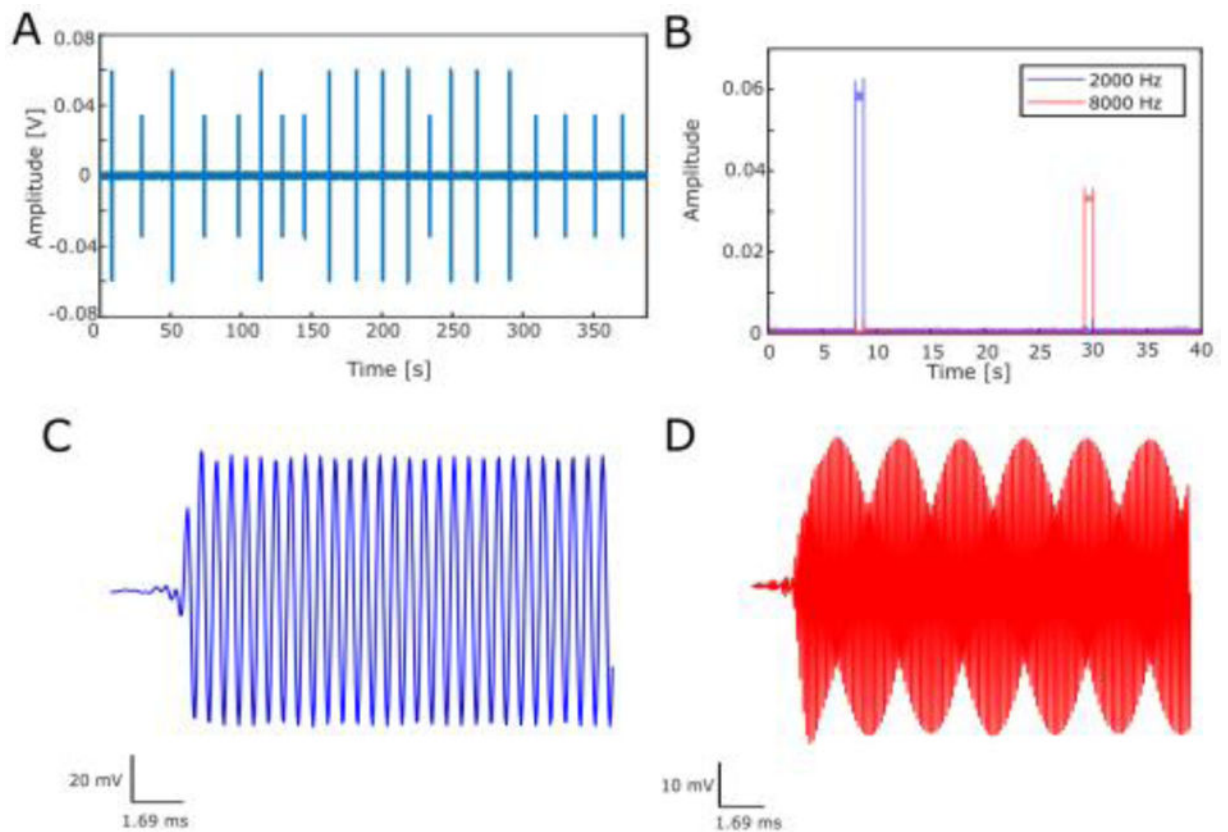 A
0.08
0.04
0
-0.04
-0.08
Amplitude [V]
0 50 100 150 200 250 300 350
Time [s]
B
0.06
0.04
0.02
0
Amplitude
2000 Hz
8000 Hz
0 5 10 15 20 25 30 35 40
Time [s]
C
20 mV
1.69 ms
D
10 mV
1.69 ms